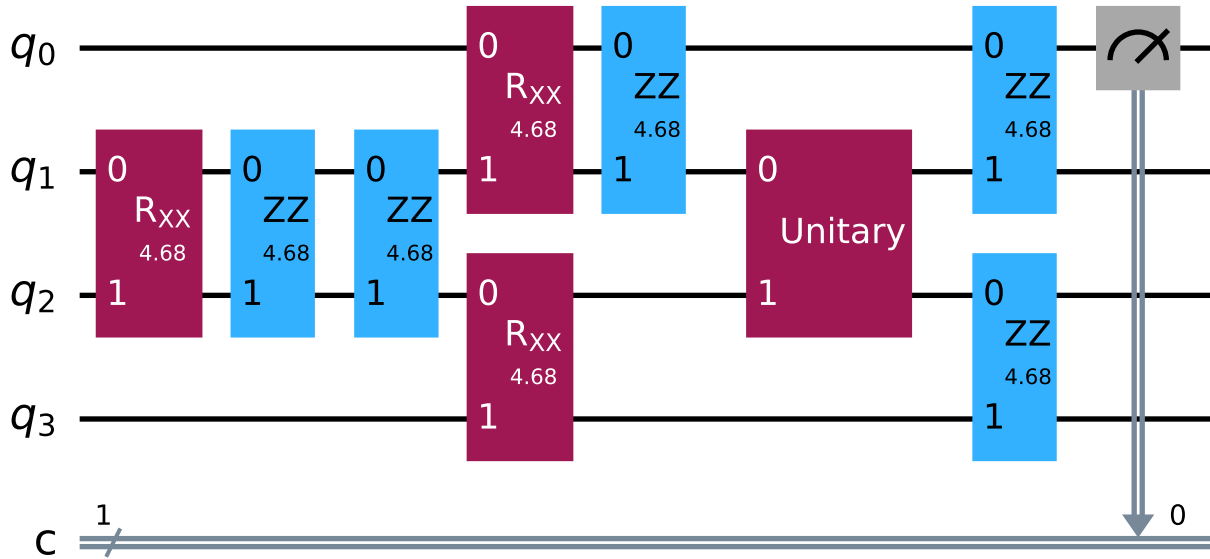 q0 0 0 0
RXX ZZ ZZ
4.68 4.68 4.68
q1 0 0 0 1 1 0 1
RXX ZZ ZZ Unitary
4.68 4.68 4.68
q2 1 1 1 0 1 0
RXX ZZ
4.68 4.68
q3 1 1
1 0
c